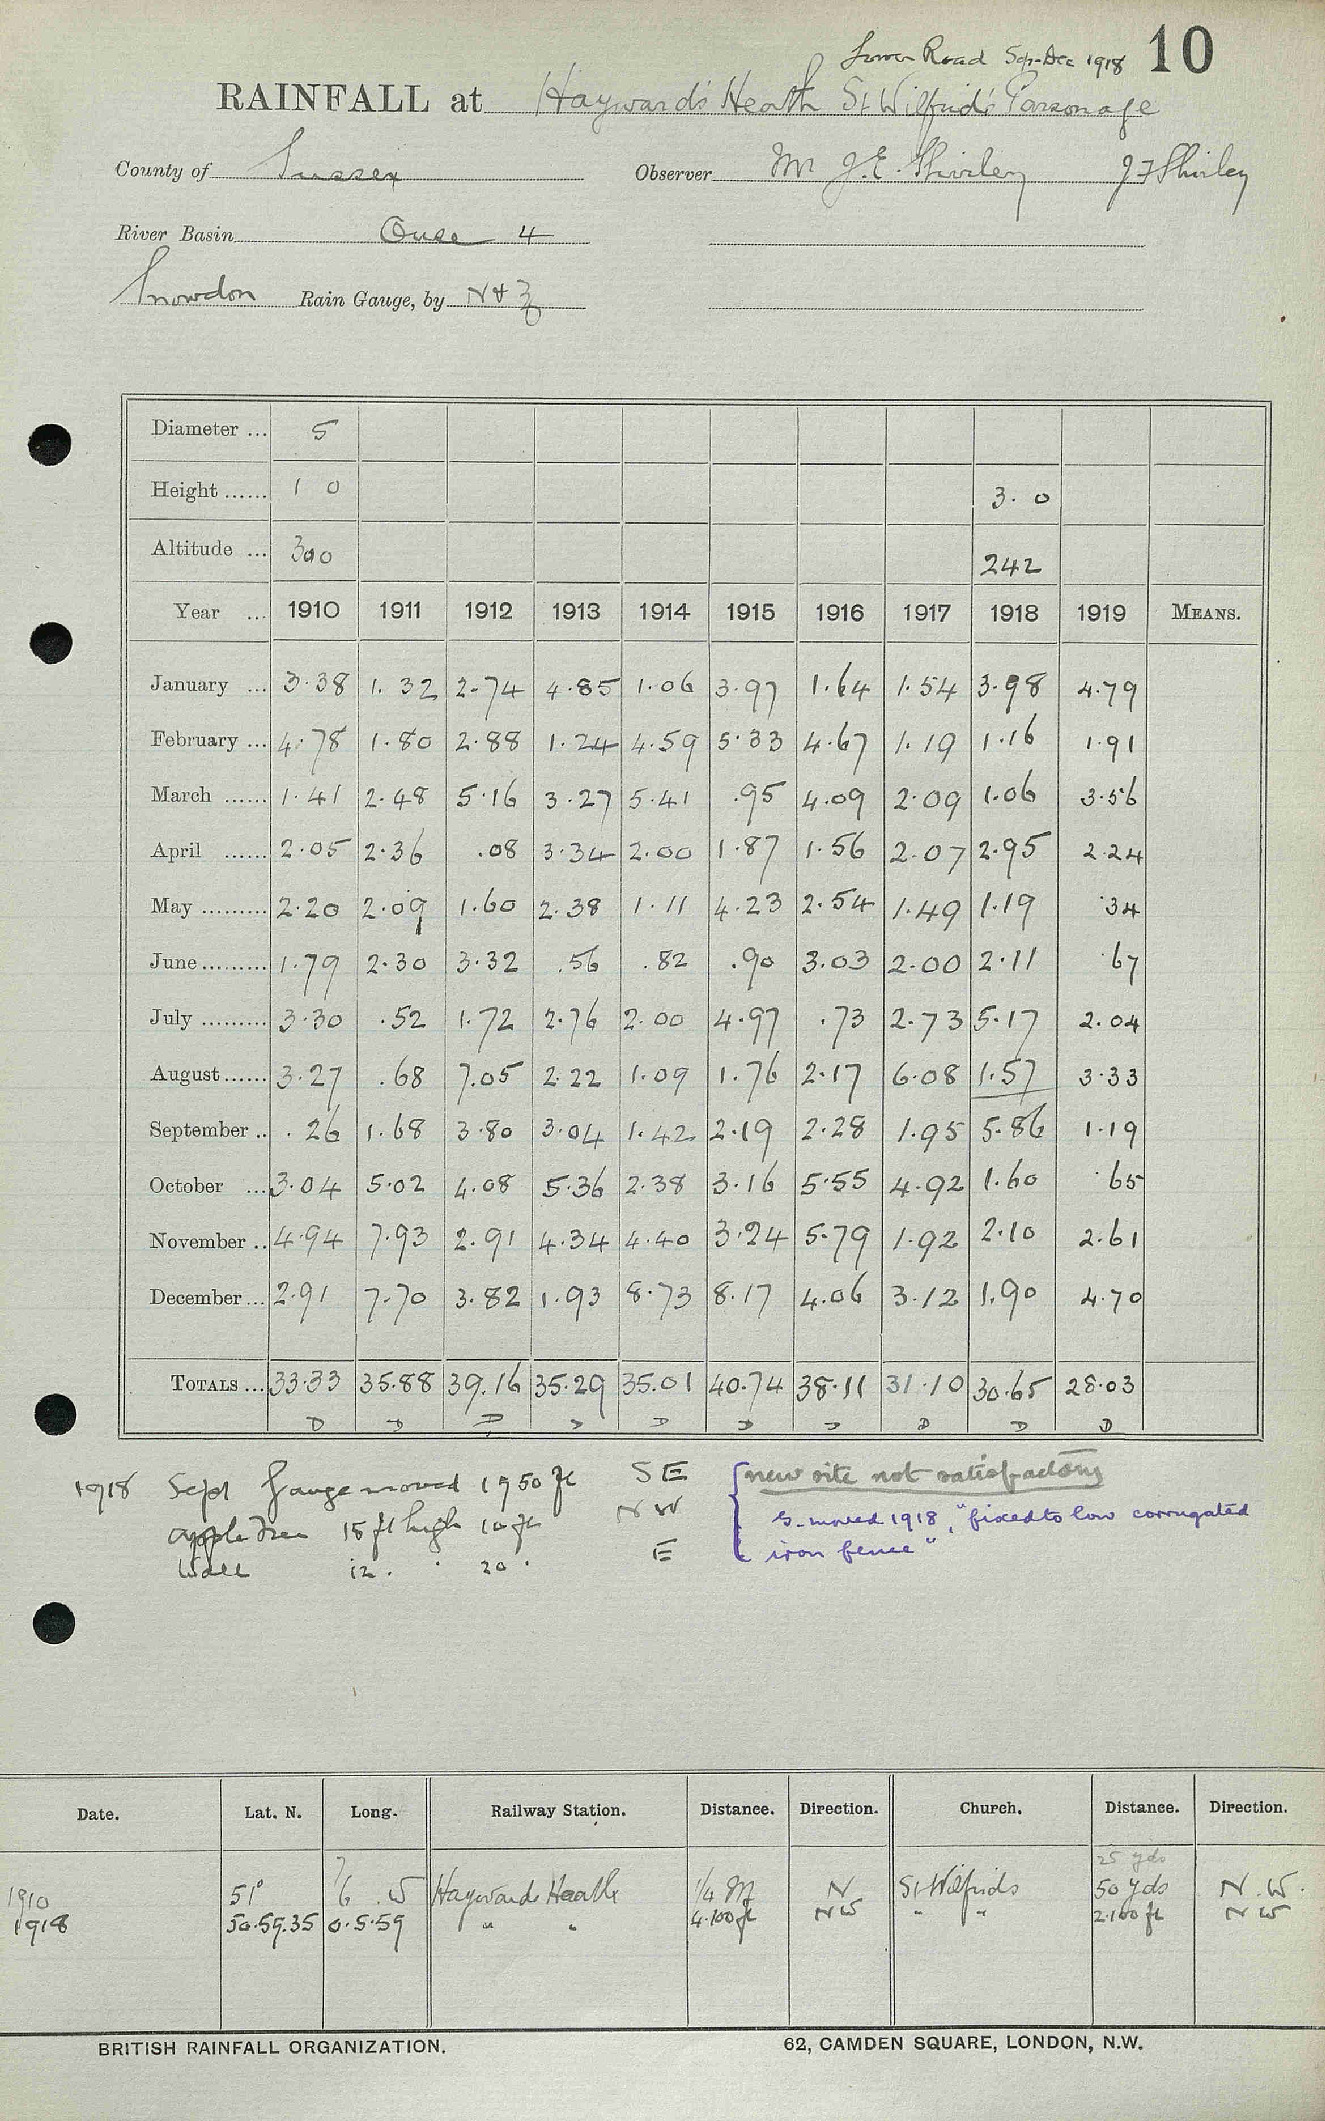 Lower Road Sep-Dec 1918 10
RAINFALL at Haywards Heath St Wilfrid's Parsonage
County of Sussex Observer Mr J.E. Shirley J F Shirley
River Basin Ouse 4
Snowdon Rain Gauge, by N & Z
Diameter ... 5
Height ...... 1 0 3. 0
Altitude ... 300 242
Year ... 1910 1911 1912 1913 1914 1915 1916 1917 1918 1919 MEANS.
January ... 3.38 1.32 2.74 4.85 1.06 3.97 1.64 1.54 3.98 4.79
February ... 4.78 1.80 2.88 1.24 4.59 5.33 4.67 1.19 1.16 1.91
March ...... 1.41 2.48 5.16 3.27 5.41 .95 4.09 2.09 1.06 3.56
April ...... 2.05 2.36 .08 3.34 2.00 1.87 1.56 2.07 2.95 2.24
May ......... 2.20 2.09 1.60 2.38 1.11 4.23 2.54 1.49 1.19 .34
June ......... 1.79 2.30 3.32 .56 .82 .90 3.03 2.00 2.11 .67
July ......... 3.30 .52 1.72 2.76 2.00 4.97 .73 2.73 5.17 2.04
August ...... 3.27 .68 7.05 2.22 1.09 1.76 2.17 6.08 1.57 3.33
September .. .26 1.68 3.80 3.04 1.42 2.19 2.28 1.95 5.86 1.19
October ... 3.04 5.02 4.08 5.36 2.38 3.16 5.55 4.92 1.60 .65
November .. 4.94 7.93 2.91 4.34 4.40 3.24 5.79 1.92 2.10 2.61
December ... 2.91 7.70 3.82 1.93 8.73 8.17 4.06 3.12 1.90 4.70
TOTALS ... 33.33 35.88 39.16 35.29 35.01 40.74 38.11 31.10 30.65 28.03
D D D D D D D D D D
1918 Sept Gauge moved 1950 ft SE new site not satisfactory
apple tree 15 ft high 10 ft NW G. moved 1918, "fixed to low corrugated
Wall 12 . . 20 . E iron fence"
Date. Lat. N. Long. Railway Station. Distance. Direction. Church. Distance. Direction.
25 yds
1910 51° 6 W Haywards Heath 1/4 M N St Wilfrids 50 yds N.W.
1918 50.59.35 0.5.59 " " 4.100 ft NW " " 2.100 ft NW
BRITISH RAINFALL ORGANIZATION. 62, CAMDEN SQUARE, LONDON, N.W.